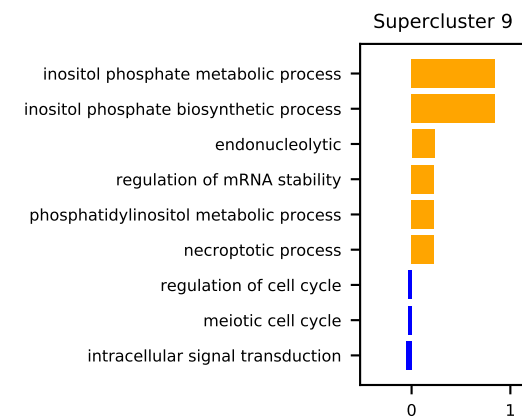 Supercluster 9
inositol phosphate metabolic process
inositol phosphate biosynthetic process
endonucleolytic
regulation of mRNA stability
phosphatidylinositol metabolic process
necroptotic process
regulation of cell cycle
meiotic cell cycle
intracellular signal transduction
0 1